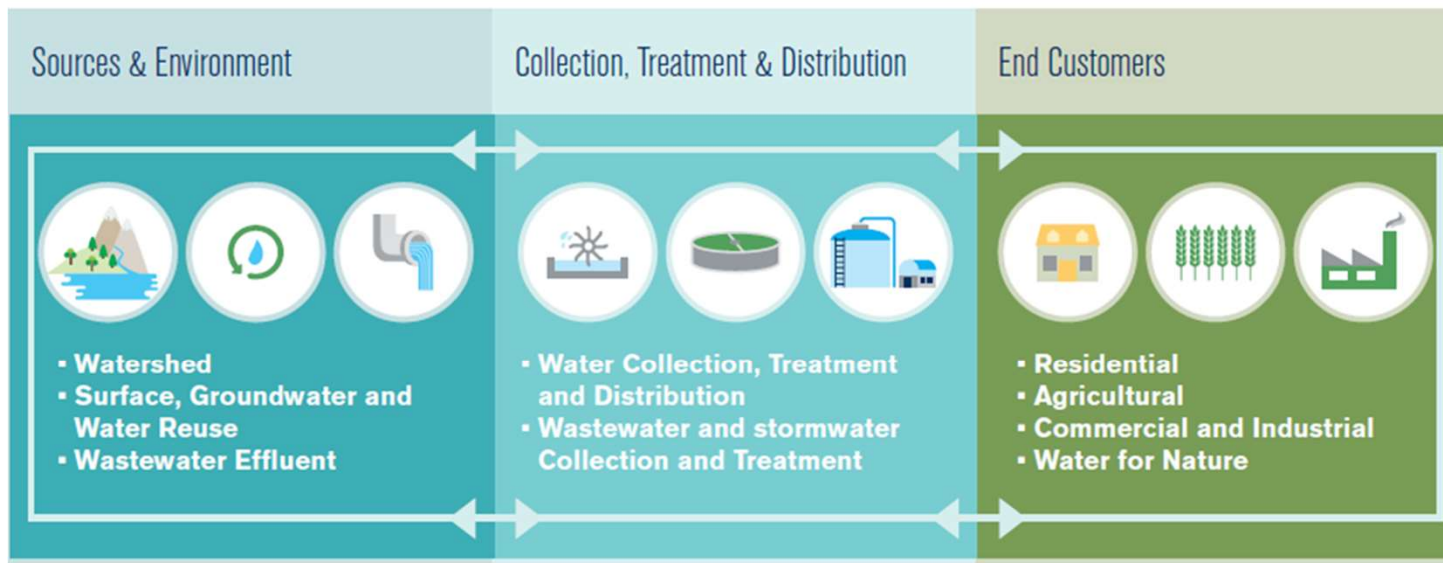 Sources & Environment
Collection, Treatment & Distribution
End Customers
▪ Watershed
▪ Surface, Groundwater and
Water Reuse
▪ Wastewater Effluent
▪ Water Collection, Treatment
and Distribution
▪ Wastewater and stormwater
Collection and Treatment
▪ Residential
▪ Agricultural
▪ Commercial and Industrial
▪ Water for Nature